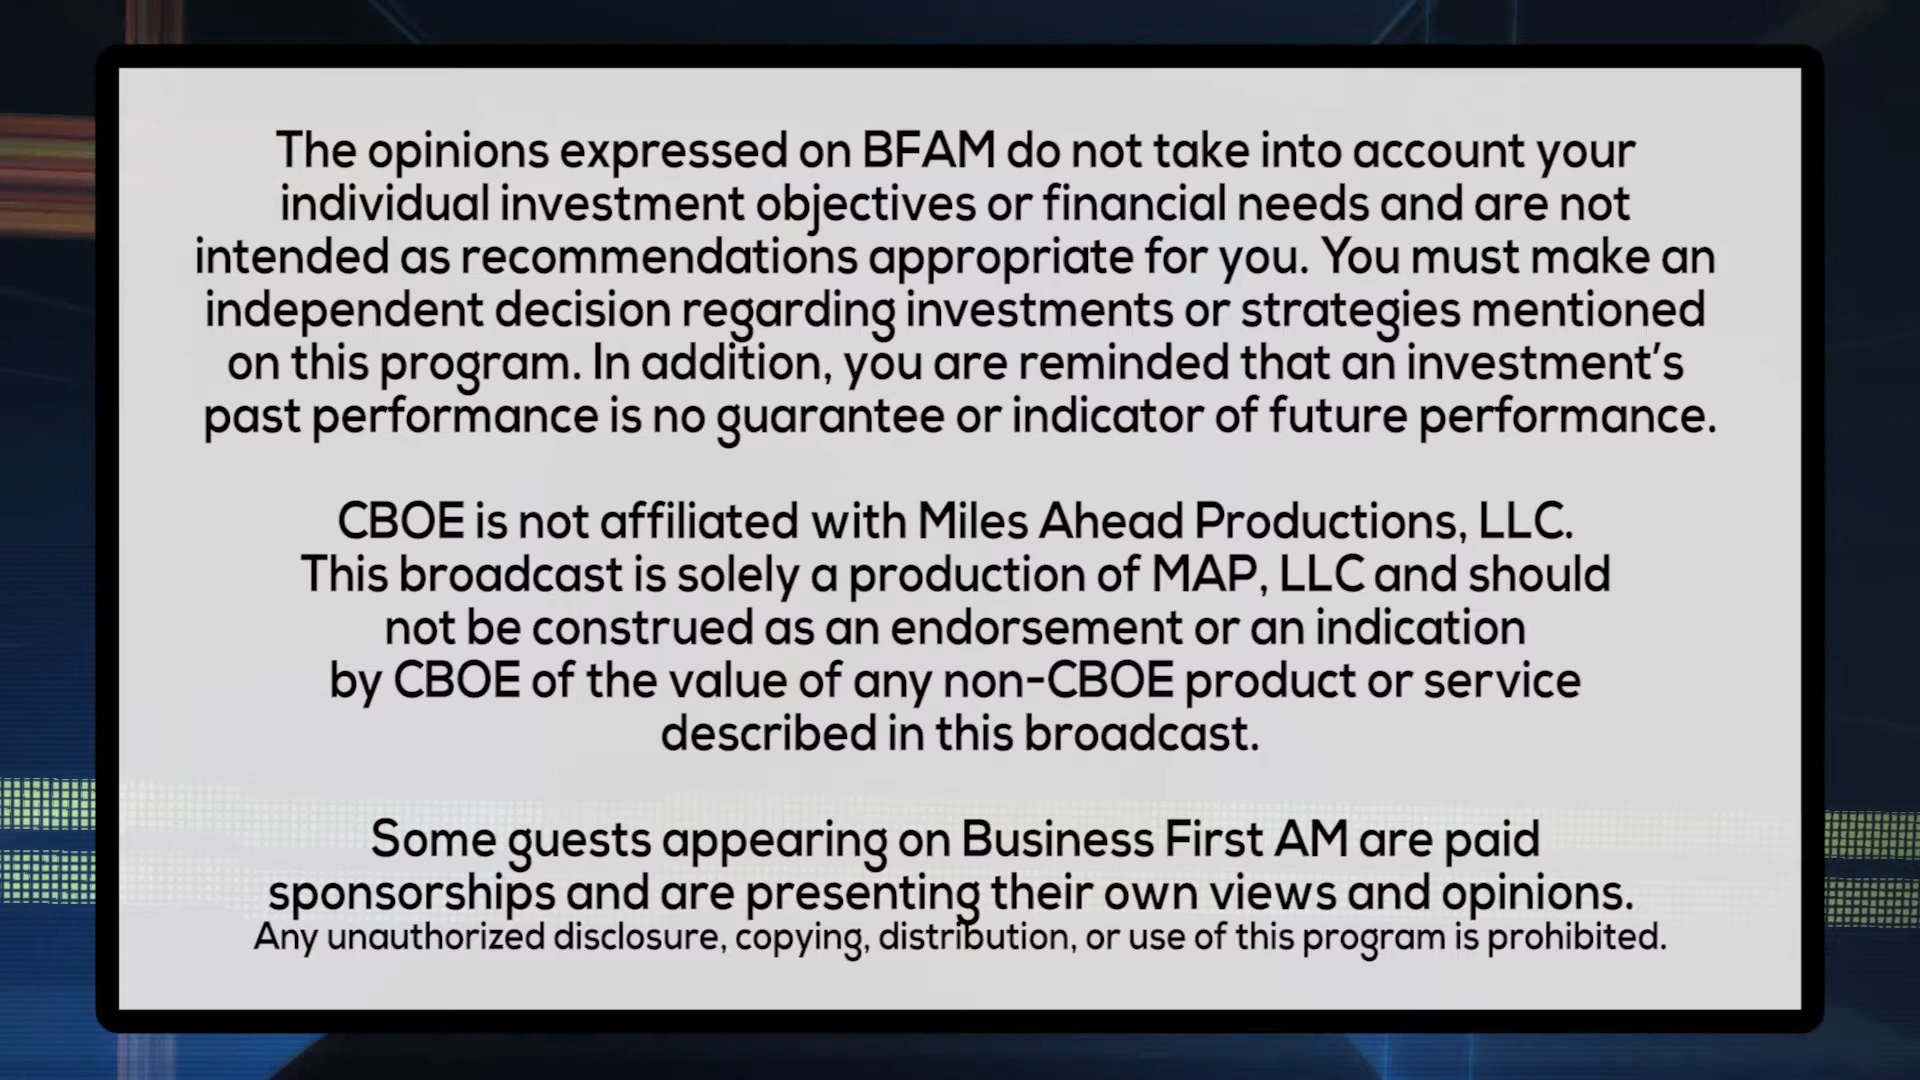 The opinions expressed on BFAM do not take into account your
individual investment objectives or financial needs and are not
intended as recommendations appropriate for you. You must make an
independent decision regarding investments or strategies mentioned
on this program. In addition, you are reminded that an investment’s
past performance is no guarantee or indicator of future performance.
CBOE is not affiliated with Miles Ahead Productions, LLC.
This broadcast is solely a production of MAP, LLC and should
not be construed as an endorsement or an indication
by CBOE of the value of any non-CBOE product or service
described in this broadcast.
Some guests appearing on Business First AM are paid
sponsorships and are presenting their own views and opinions.
Any unauthorized disclosure, copying, distribution, or use of this program is prohibited.